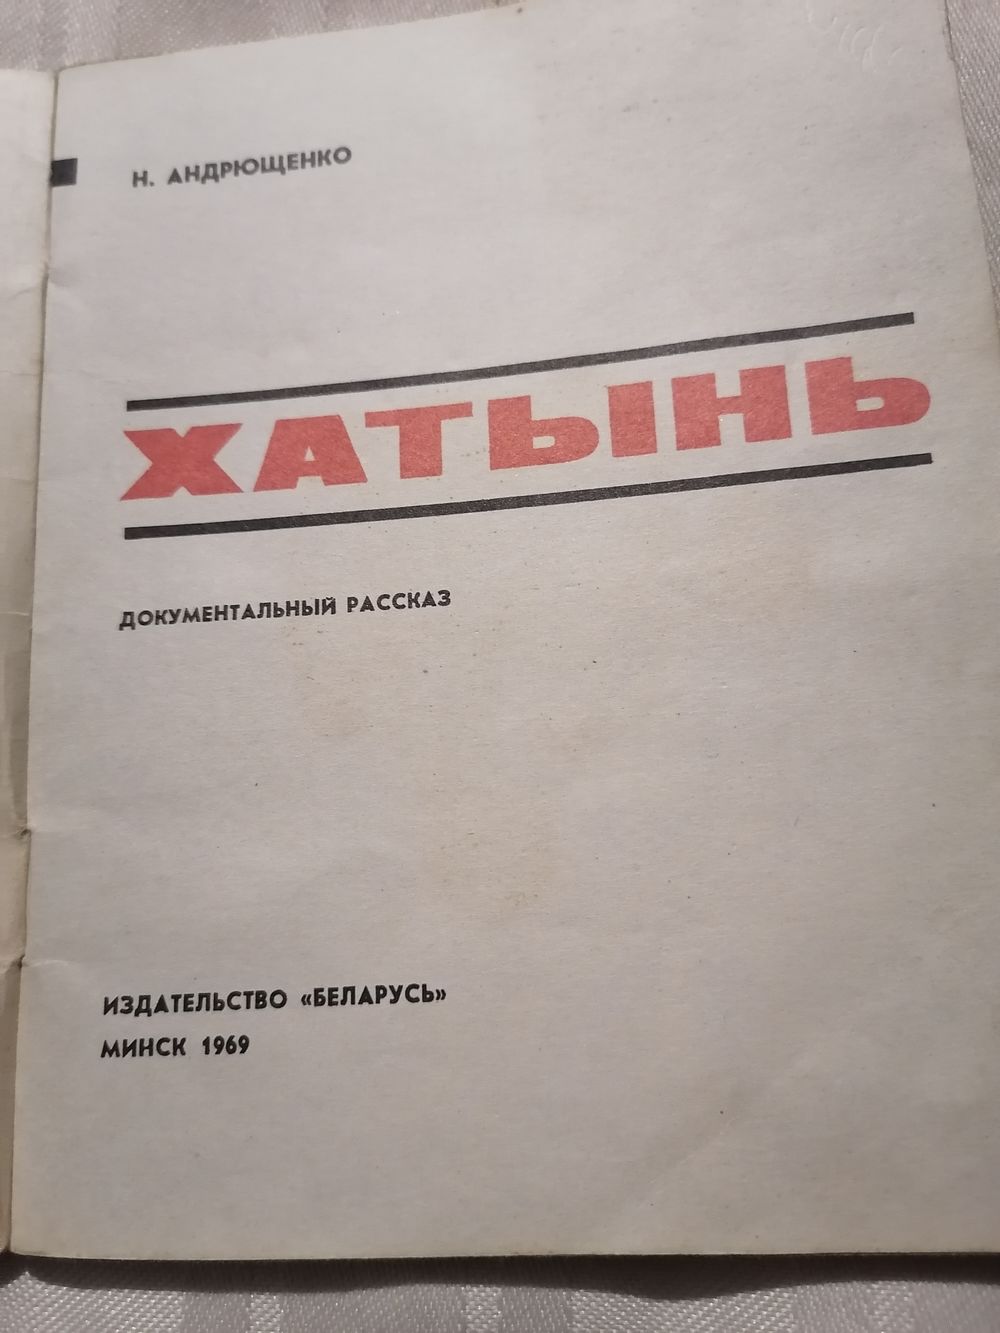 Н. АНДРЮЩЕНКО
ХАТЫНЬ
ДОКУМЕНТАЛЬНЫЙ РАССКАЗ
ИЗДАТЕЛЬСТВО «БЕЛАРУСЬ»
МИНСК 1969